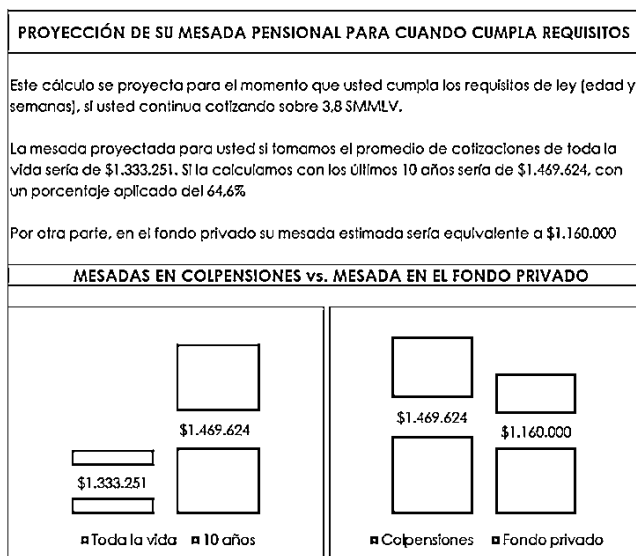 PROYECCIÓN DE SU MESADA PENSIONAL PARA CUANDO CUMPLA REQUISITOS
Este cálculo se proyecta para el momento que usted cumpla los requisitos de ley (edad y
semanas), si usted continua cotizando sobre 3,8 SMMLV.
La mesada proyectada para usted si tomamos el promedio de cotizaciones de toda la
vida sería de $1.333.251. Si la calculamos con los últimos 10 años sería de $1.469.624, con
un porcentaje aplicado del 64,6%
Por otra parte, en el fondo privado su mesada estimada sería equivalente a $1.160.000
MESADAS EN COLPENSIONES vs. MESADA EN EL FONDO PRIVADO
$1.469.624
$1.333.251
Toda la vida 10 años
$1.469.624
$1.160.000
Colpensiones Fondo privado